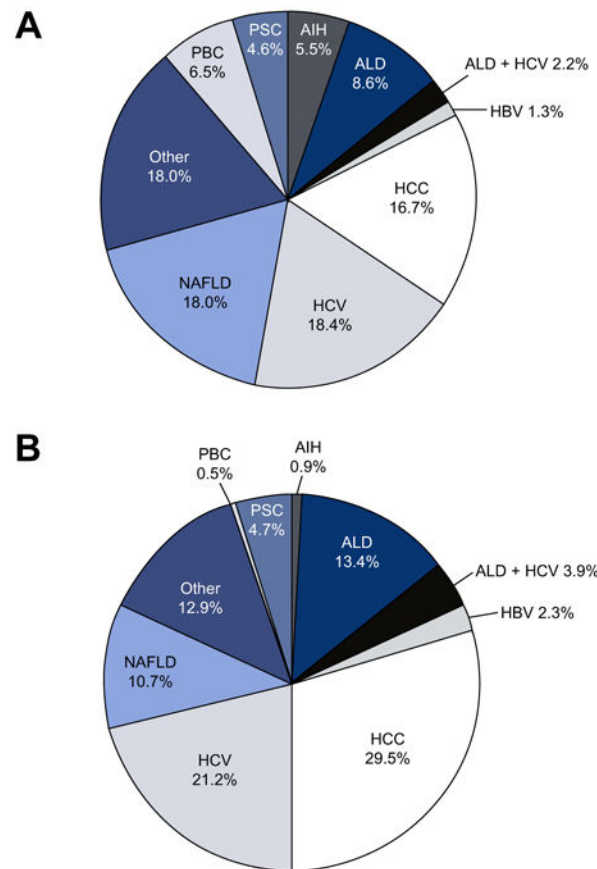 A
PSC
4.6%
AIH
5.5%
ALD
8.6%
ALD + HCV 2.2%
HBV 1.3%
HCC
16.7%
HCV
18.4%
NAFLD
18.0%
Other
18.0%
PBC
6.5%
B
PBC
0.5%
AIH
0.9%
PSC
4.7%
ALD
13.4%
ALD + HCV 3.9%
HBV 2.3%
HCC
29.5%
HCV
21.2%
NAFLD
10.7%
Other
12.9%